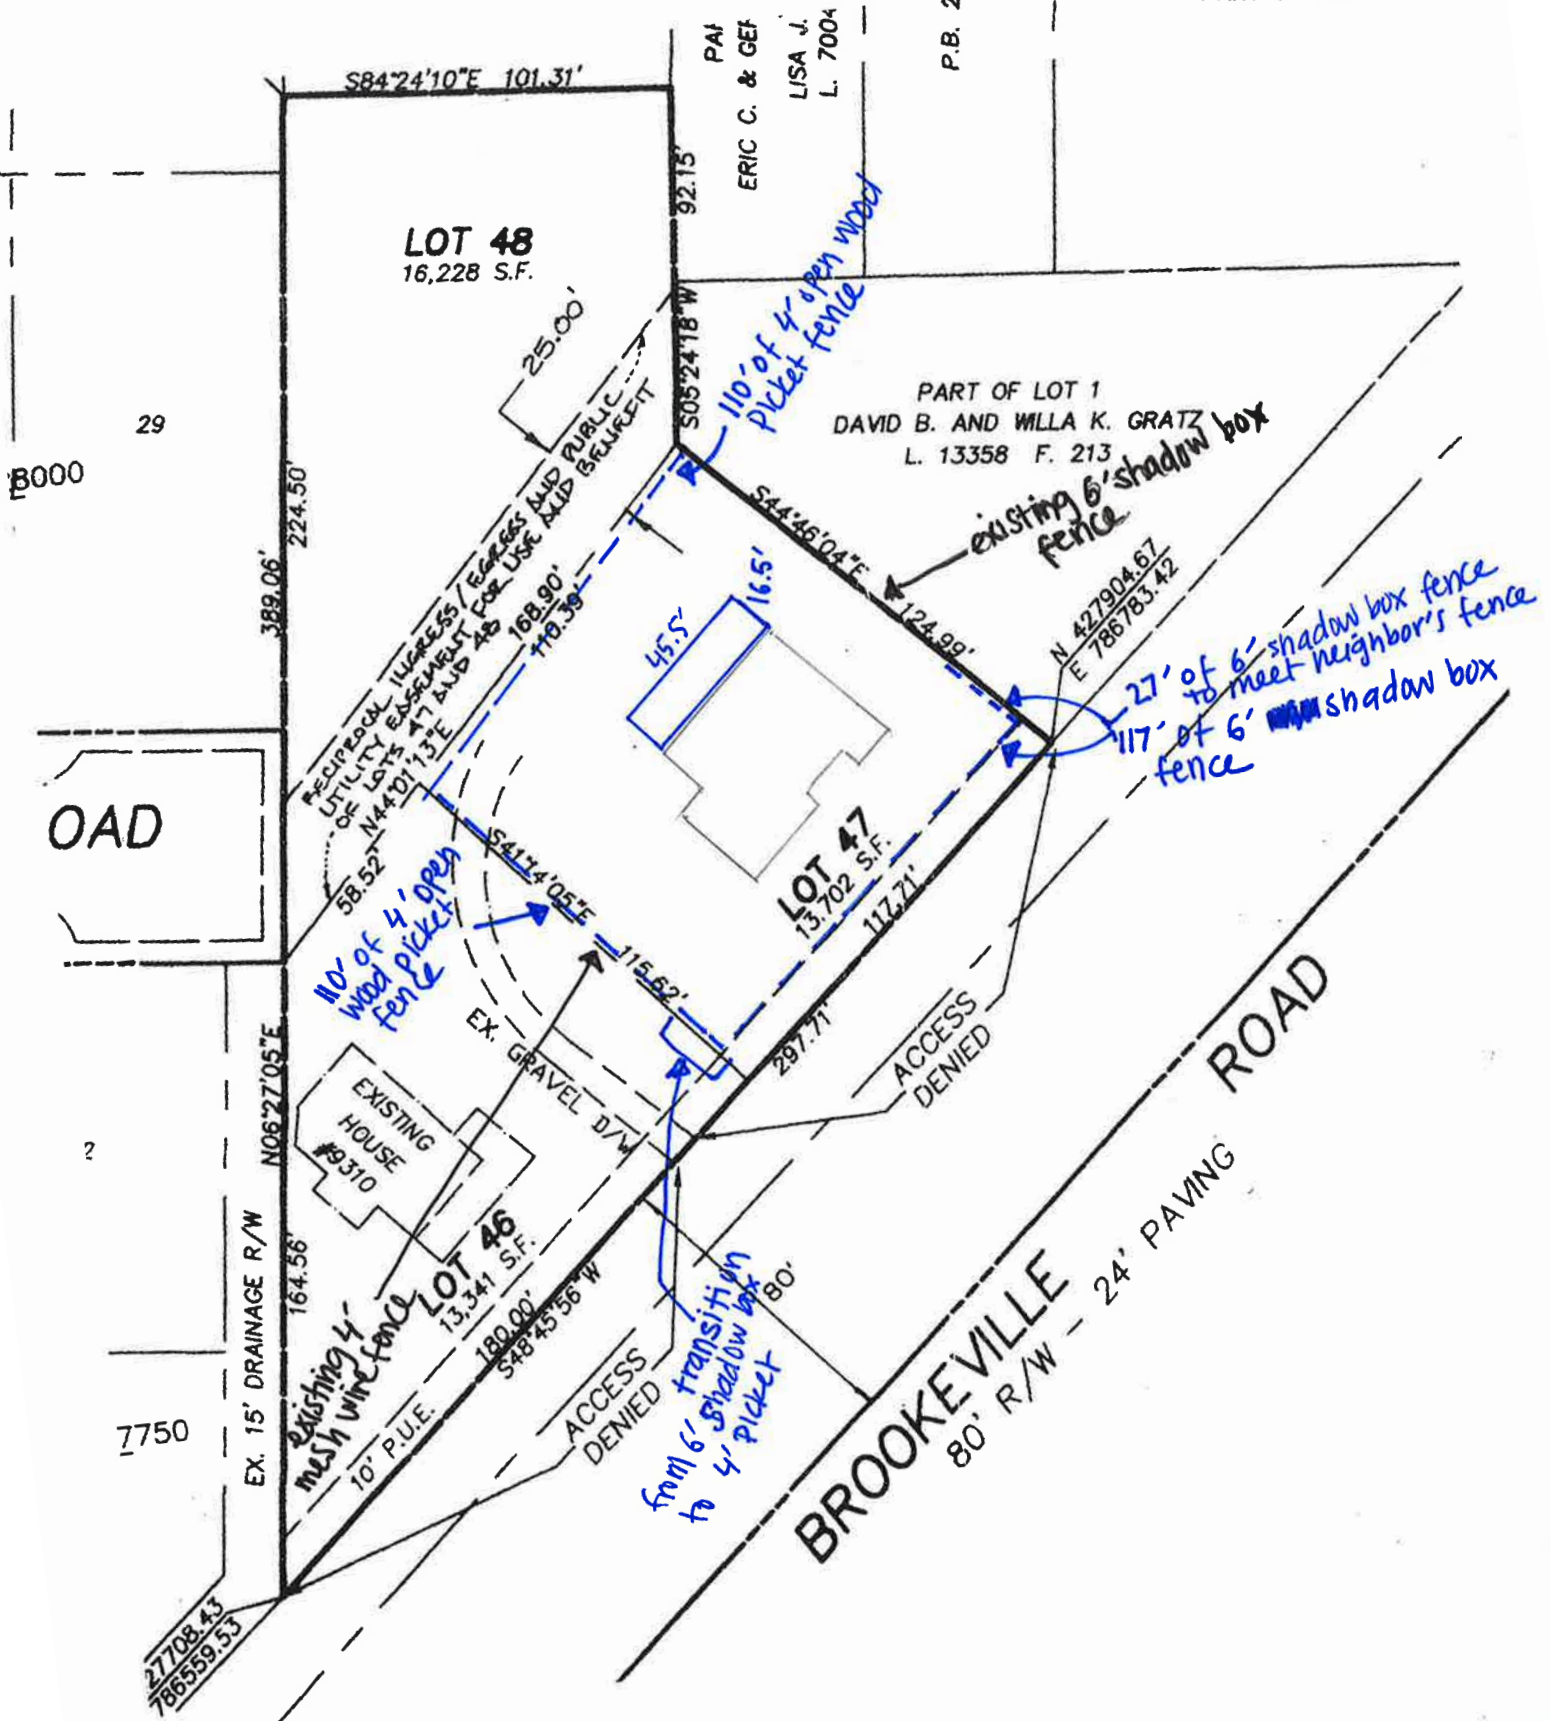 S84°24'10"E 101.31'
PAI
ERIC C. & GER
LISA J.
L. 7004
P.B. 2
LOT 48
16,228 S.F.
92.15'
S05°24'18"W
25.00'
110' of 4' open wood
picket fence
PART OF LOT 1
DAVID B. AND WILLA K. GRATZ
L. 13358 F. 213
existing 6' shadow box
fence
29
8000
224.50'
389.06'
RECIPROCAL INGRESS/EGRESS AND PUBLIC
UTILITY EASEMENT FOR USE AND BENEFIT
OF LOTS 47 AND 48
N44°01'13"E
168.90'
110.39'
58.52'
S44°46'04"E
124.99'
45.5'
16.5'
N 427904.67
E 786783.42
27' of 6' shadow box fence
to meet neighbor's fence
117' of 6' shadow box
fence
OAD
S41°14'05"E
115.62'
110' of 4' open
wood picket
fence
LOT 47
13,702 S.F.
117.71'
297.71'
EX. GRAVEL D/W
ACCESS
DENIED
EXISTING
HOUSE
#9310
N06°27'05"E
164.56'
EX. 15' DRAINAGE R/W
?
7750
LOT 46
13,341 S.F.
180.00'
S48°45'56"W
10' P.U.E.
existing 4'
mesh wire fence
ACCESS
DENIED
80'
transition
from 6' shadow box
to 4' picket
BROOKEVILLE ROAD
80' R/W - 24' PAVING
27708.43
786559.53